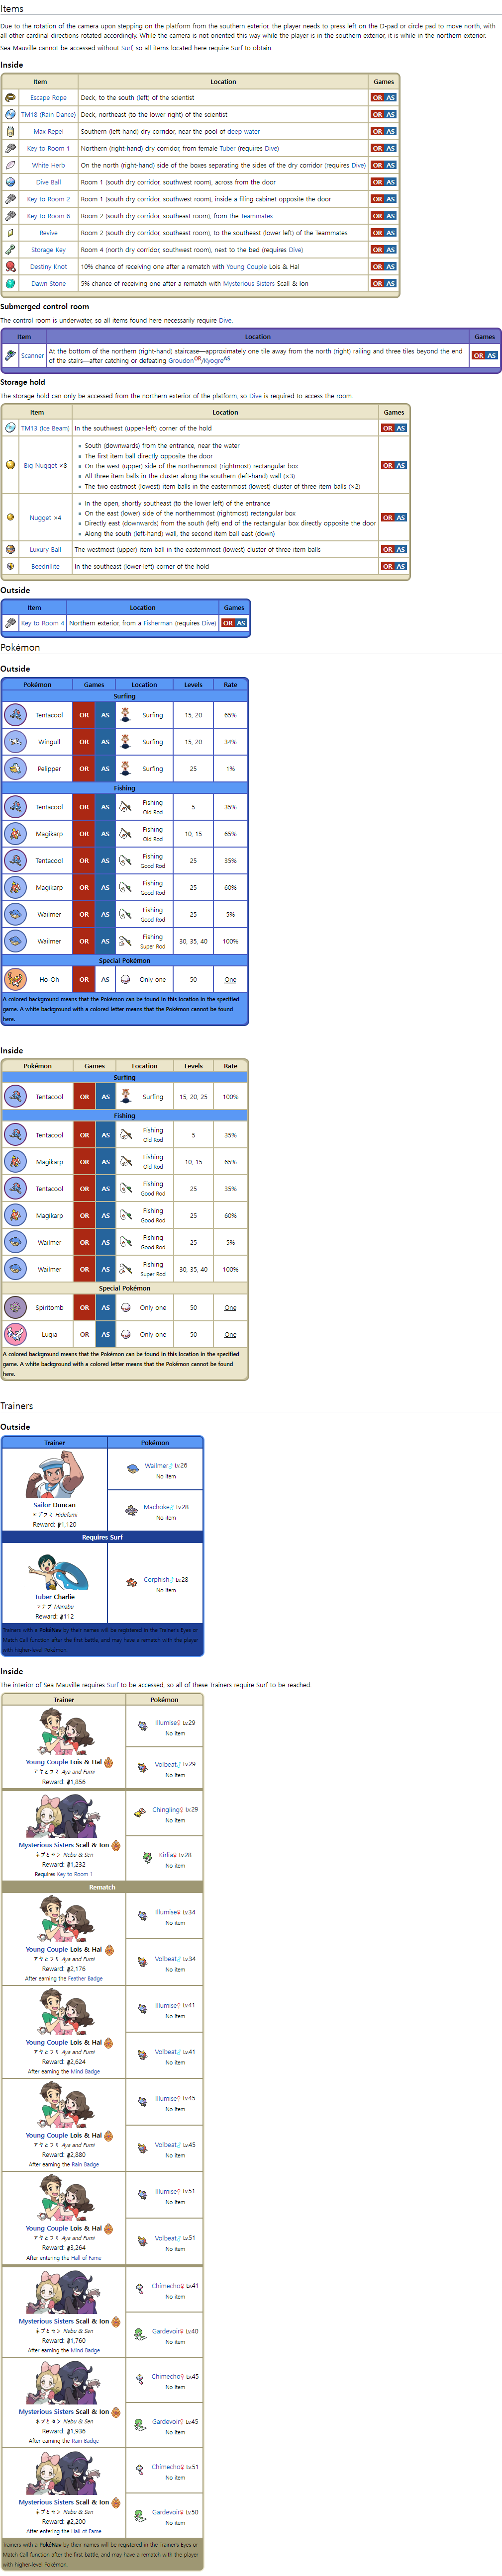 Items
Due to the rotation of the camera upon stepping on the platform from the southern exterior, the player needs to press left on the D-pad or circle pad to move north, with
all other cardinal directions rotated accordingly. While the camera is not oriented this way while the player is in the southern exterior, it is while in the northern exterior.
Sea Mauville cannot be accessed without Surf, so all items located here require Surf to obtain.
Inside
Item Location Games
Escape Rope Deck, to the south (left) of the scientist OR AS
TM18 (Rain Dance) Deck, northeast (to the lower right) of the scientist OR AS
Max Repel Southern (left-hand) dry corridor, near the pool of deep water OR AS
Key to Room 1 Northern (right-hand) dry corridor, from female Tuber (requires Dive) OR AS
White Herb On the north (right-hand) side of the boxes separating the sides of the dry corridor (requires Dive) OR AS
Dive Ball Room 1 (south dry corridor, southwest room), across from the door OR AS
Key to Room 2 Room 1 (south dry corridor, southwest room), inside a filing cabinet opposite the door OR AS
Key to Room 6 Room 2 (south dry corridor, southeast room), from the Teammates OR AS
Revive Room 2 (south dry corridor, southeast room), to the southeast (lower left) of the Teammates OR AS
Storage Key Room 4 (north dry corridor, southwest room), next to the bed (requires Dive) OR AS
Destiny Knot 10% chance of receiving one after a rematch with Young Couple Lois & Hal OR AS
Dawn Stone 5% chance of receiving one after a rematch with Mysterious Sisters Scall & Ion OR AS
Submerged control room
The control room is underwater, so all items found here necessarily require Dive.
Item Location Games
Scanner At the bottom of the northern (right-hand) staircase—approximately one tile away from the north (right) railing and three tiles beyond the end
of the stairs—after catching or defeating GroudonOR/KyogreAS OR AS
Storage hold
The storage hold can only be accessed from the northern exterior of the platform, so Dive is required to access the room.
Item Location Games
TM13 (Ice Beam) In the southwest (upper-left) corner of the hold OR AS
Big Nugget ×8 OR AS
South (downwards) from the entrance, near the water
The first item ball directly opposite the door
On the west (upper) side of the northernmost (rightmost) rectangular box
All three item balls in the cluster along the southern (left-hand) wall (×3)
The two eastmost (lowest) item balls in the easternmost (lowest) cluster of three item balls (×2)
Nugget ×4 OR AS
In the open, shortly southeast (to the lower left) of the entrance
On the east (lower) side of the northernmost (rightmost) rectangular box
Directly east (downwards) from the south (left) end of the rectangular box directly opposite the door
Along the south (left-hand) wall, the second item ball east (down)
Luxury Ball The westmost (upper) item ball in the easternmost (lowest) cluster of three item balls OR AS
Beedrillite In the southeast (lower-left) corner of the hold OR AS
Outside
Item Location Games
Key to Room 4 Northern exterior, from a Fisherman (requires Dive) OR AS
Pokémon
Outside
Pokémon Games Location Levels Rate
Surfing
Tentacool OR AS Surfing 15, 20 65%
Wingull OR AS Surfing 15, 20 34%
Pelipper OR AS Surfing 25 1%
Fishing
Tentacool OR AS Fishing Old Rod 5 35%
Magikarp OR AS Fishing Old Rod 10, 15 65%
Tentacool OR AS Fishing Good Rod 25 35%
Magikarp OR AS Fishing Good Rod 25 60%
Wailmer OR AS Fishing Good Rod 25 5%
Wailmer OR AS Fishing Super Rod 30, 35, 40 100%
Special Pokémon
Ho-Oh OR AS Only one 50 One
A colored background means that the Pokémon can be found in this location in the specified
game. A white background with a colored letter means that the Pokémon cannot be found
here.
Inside
Pokémon Games Location Levels Rate
Surfing
Tentacool OR AS Surfing 15, 20, 25 100%
Fishing
Tentacool OR AS Fishing Old Rod 5 35%
Magikarp OR AS Fishing Old Rod 10, 15 65%
Tentacool OR AS Fishing Good Rod 25 35%
Magikarp OR AS Fishing Good Rod 25 60%
Wailmer OR AS Fishing Good Rod 25 5%
Wailmer OR AS Fishing Super Rod 30, 35, 40 100%
Special Pokémon
Spiritomb OR AS Only one 50 One
Lugia OR AS Only one 50 One
A colored background means that the Pokémon can be found in this location in the specified
game. A white background with a colored letter means that the Pokémon cannot be found
here.
Trainers
Outside
Trainer Pokémon
Wailmer♂ Lv.26
No item
Machoke♂ Lv.28
No item
Sailor Duncan
ヒデフミ Hidefumi
Reward: 1,120
Requires Surf
Corphish♂ Lv.28
No item
Tuber Charlie
マナブ Manabu
Reward: 112
Trainers with a PokéNav by their names will be registered in the Trainer's Eyes or
Match Call function after the first battle, and may have a rematch with the player
with higher-level Pokémon.
Inside
The interior of Sea Mauville requires Surf to be accessed, so all of these Trainers require Surf to be reached.
Trainer Pokémon
Illumise♀ Lv.29
No item
Volbeat♂ Lv.29
No item
Young Couple Lois & Hal
アヤとフミ Aya and Fumi
Reward: 1,856
Chingling♀ Lv.29
No item
Kirlia♀ Lv.28
No item
Mysterious Sisters Scall & Ion
ネブとセン Nebu & Sen
Reward: 1,232
Requires Key to Room 1
Rematch
Illumise♀ Lv.34
No item
Volbeat♂ Lv.34
No item
Young Couple Lois & Hal
アヤとフミ Aya and Fumi
Reward: 2,176
After earning the Feather Badge
Illumise♀ Lv.41
No item
Volbeat♂ Lv.41
No item
Young Couple Lois & Hal
アヤとフミ Aya and Fumi
Reward: 2,624
After earning the Mind Badge
Illumise♀ Lv.45
No item
Volbeat♂ Lv.45
No item
Young Couple Lois & Hal
アヤとフミ Aya and Fumi
Reward: 2,880
After earning the Rain Badge
Illumise♀ Lv.51
No item
Volbeat♂ Lv.51
No item
Young Couple Lois & Hal
アヤとフミ Aya and Fumi
Reward: 3,264
After entering the Hall of Fame
Chimecho♀ Lv.41
No item
Gardevoir♀ Lv.40
No item
Mysterious Sisters Scall & Ion
ネブとセン Nebu & Sen
Reward: 1,760
After earning the Mind Badge
Chimecho♀ Lv.45
No item
Gardevoir♀ Lv.45
No item
Mysterious Sisters Scall & Ion
ネブとセン Nebu & Sen
Reward: 1,936
After earning the Rain Badge
Chimecho♀ Lv.51
No item
Gardevoir♀ Lv.50
No item
Mysterious Sisters Scall & Ion
ネブとセン Nebu & Sen
Reward: 2,200
After entering the Hall of Fame
Trainers with a PokéNav by their names will be registered in the Trainer's Eyes or
Match Call function after the first battle, and may have a rematch with the player
with higher-level Pokémon.